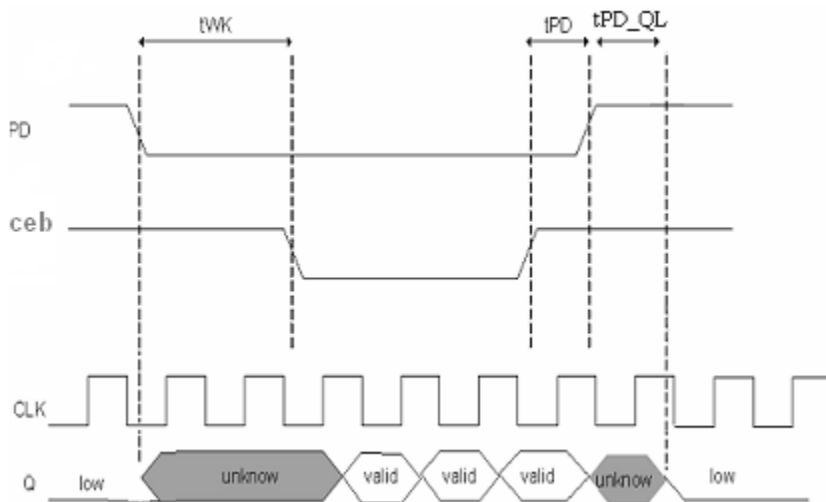 tWK tPD tPD_QL
PD
ceb
CLK
Q low unknow valid valid valid unknow low